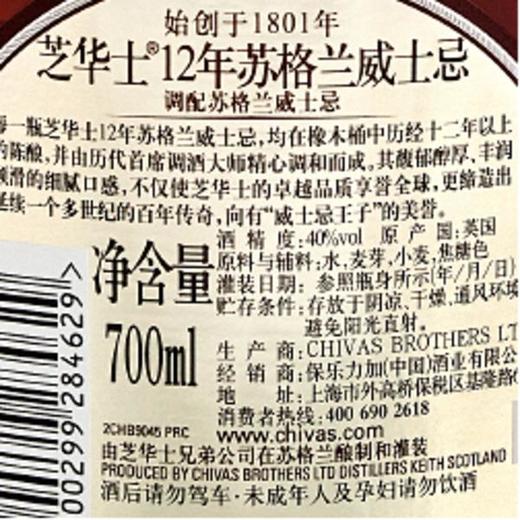 始创于1801年
芝华士®12年苏格兰威士忌
调配苏格兰威士忌
一瓶芝华士12年苏格兰威士忌,均在橡木桶中历经十二年以上
的陈酿,并由历代首席调酒大师精心调和而成。其馥郁醇厚,丰润
顺滑的细腻口感,不仅使芝华士的卓越品质享誉全球,更缔造出
延续一个多世纪的百年传奇,向有“威士忌王子”的美誉。
净含量
700ml
酒精度:40%vol 原产国:英国
原料与辅料:水,麦芽,小麦,焦糖色
灌装日期:参照瓶身所示(年/月/日)
贮存条件:存放于阴凉、干燥、通风环境
避免阳光直射。
生产商:CHIVAS BROTHERS LT
经销商:保乐力加(中国)酒业有限公
地址:上海市外高桥保税区基隆路
消费者热线:400 690 2618
www.chivas.com
2CHB9045 PRC
由芝华士兄弟公司在苏格兰酿制和灌装
PRODUCED BY CHIVAS BROTHERS LTD DISTILLERS KEITH SCOTLAND
酒后请勿驾车·未成年人及孕妇请勿饮酒
00299284629>